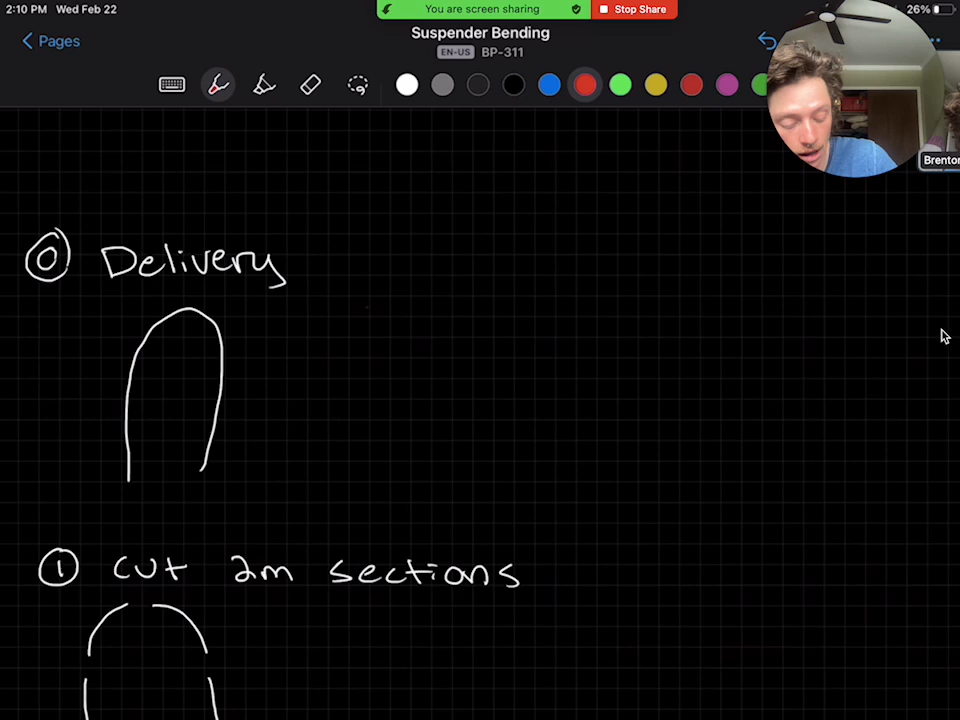 2:10 PM Wed Feb 22
You are screen sharing
Stop Share
26%
Pages
Suspender Bending
EN-US BP-311
Brenton
0 Delivery
1 cut 2m sections